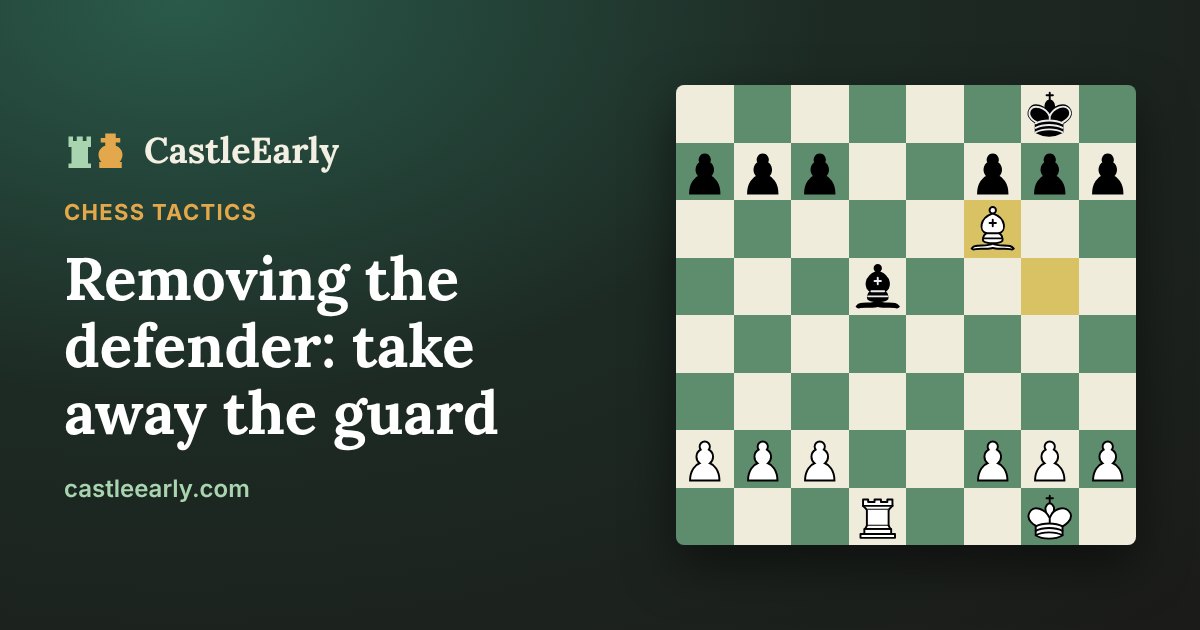 CastleEarly
CHESS TACTICS
Removing the
defender: take
away the guard
castleearly.com